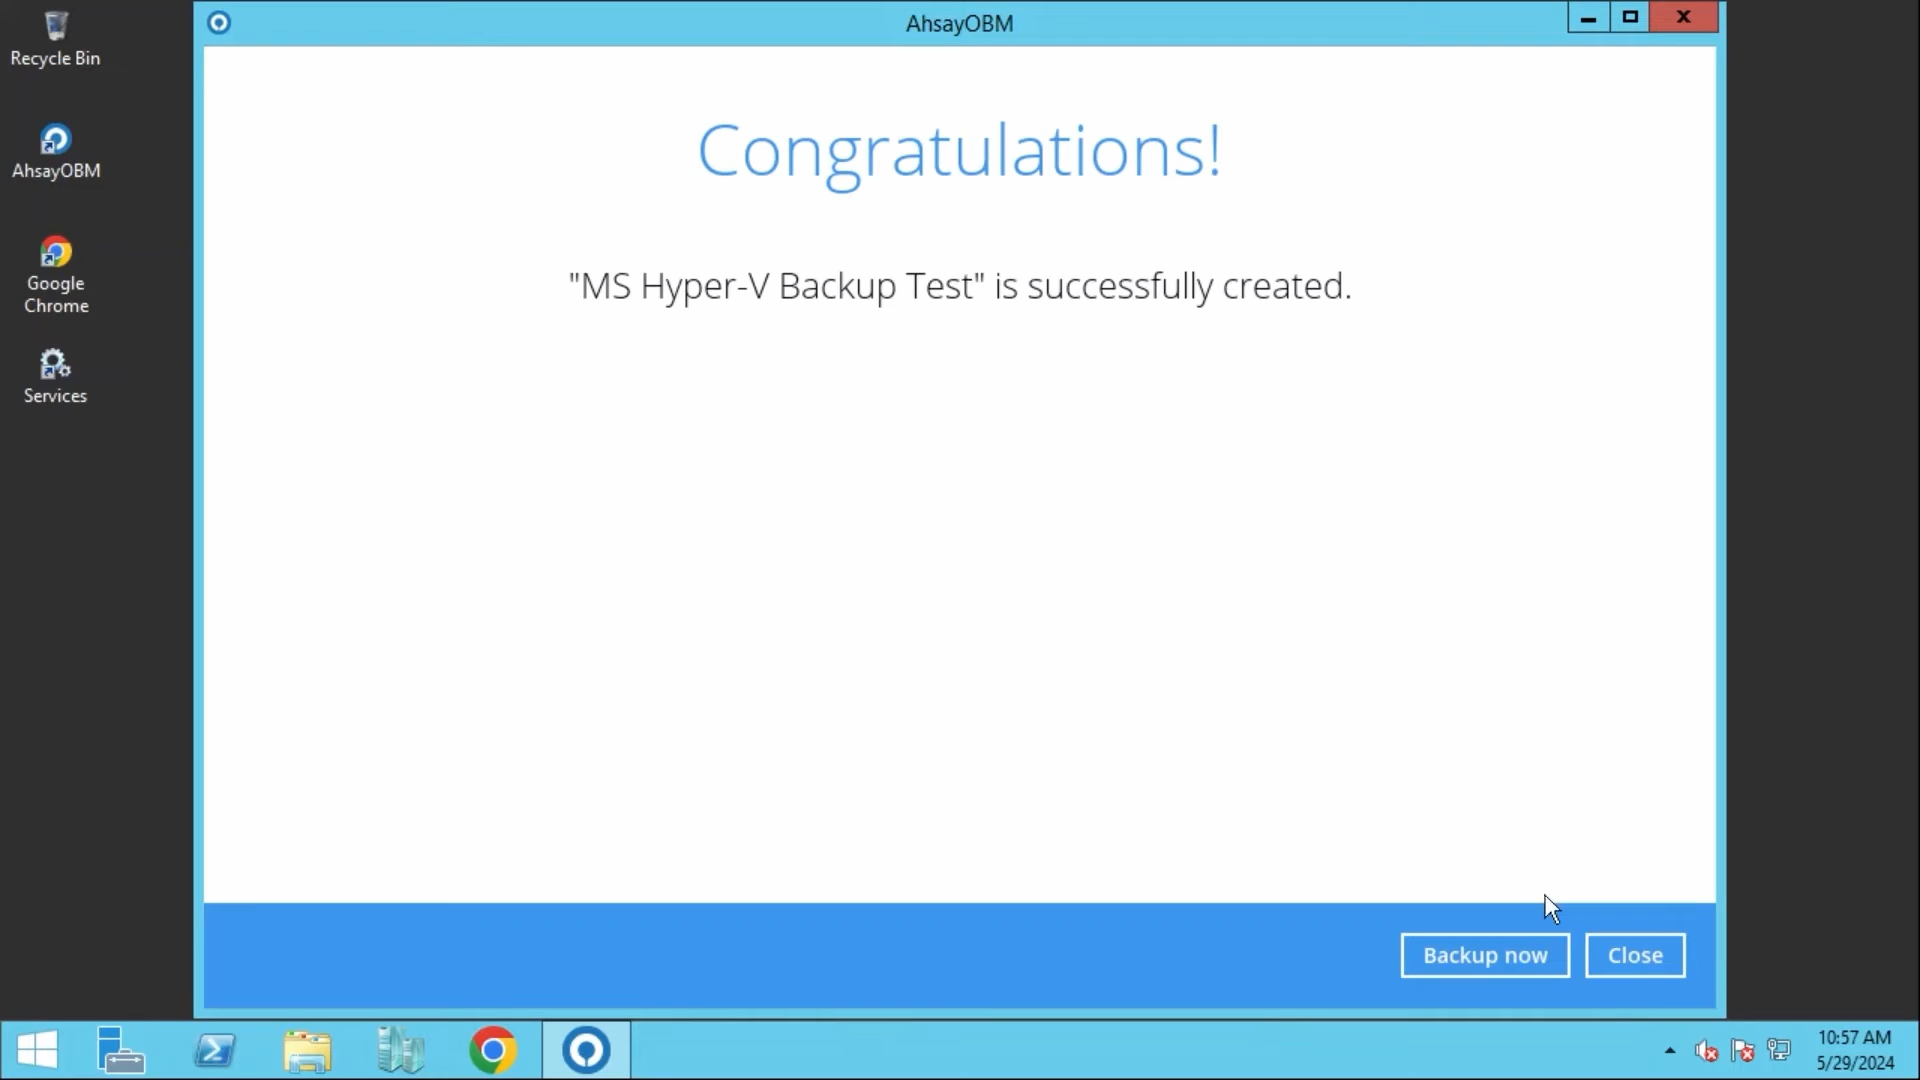 Recycle Bin
AhsayOBM
Google
Chrome
Services
AhsayOBM
Congratulations!
"MS Hyper-V Backup Test" is successfully created.
Backup now
Close
10:57 AM
5/29/2024